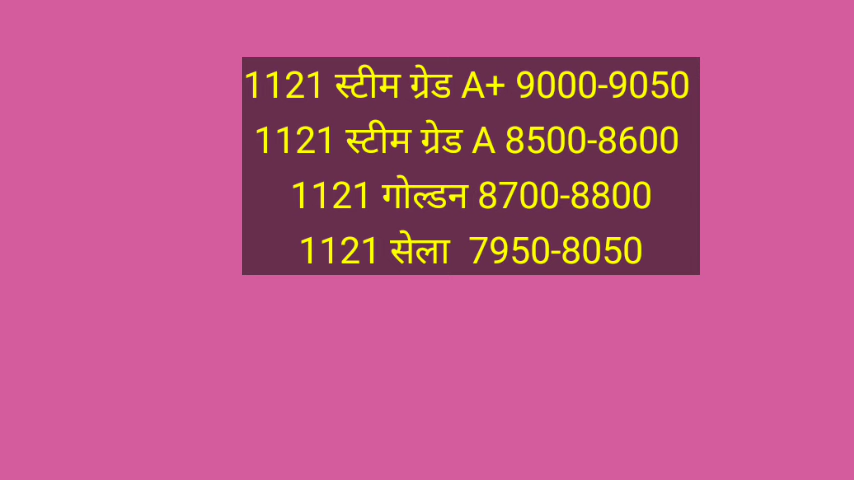 1121 स्टीम ग्रेड A+ 9000-9050
1121 स्टीम ग्रेड A 8500-8600
1121 गोल्डन 8700-8800
1121 सेला 7950-8050